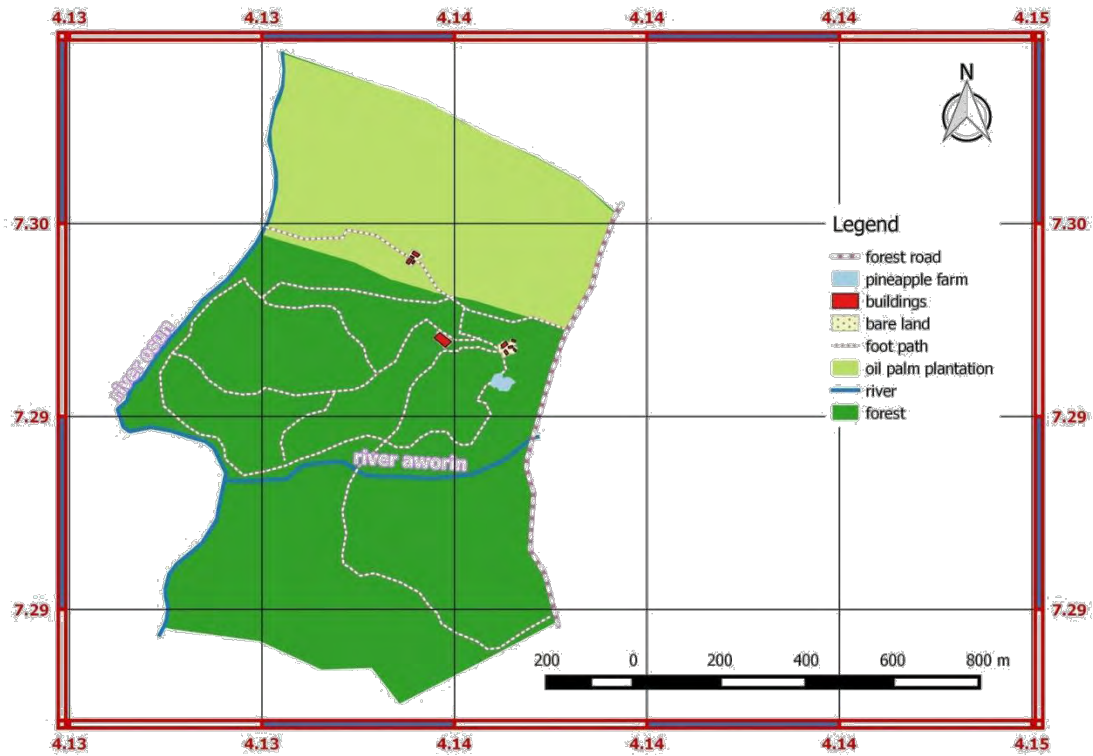 4.13 4.13 4.14 4.14 4.14 4.15
N
7.30 7.30
Legend
forest road
pineapple farm
buildings
bare land
foot path
oil palm plantation
river
forest
river osun
7.29 7.29
river aworin
7.29 7.29
200 0 200 400 600 800 m
4.13 4.13 4.14 4.14 4.14 4.15